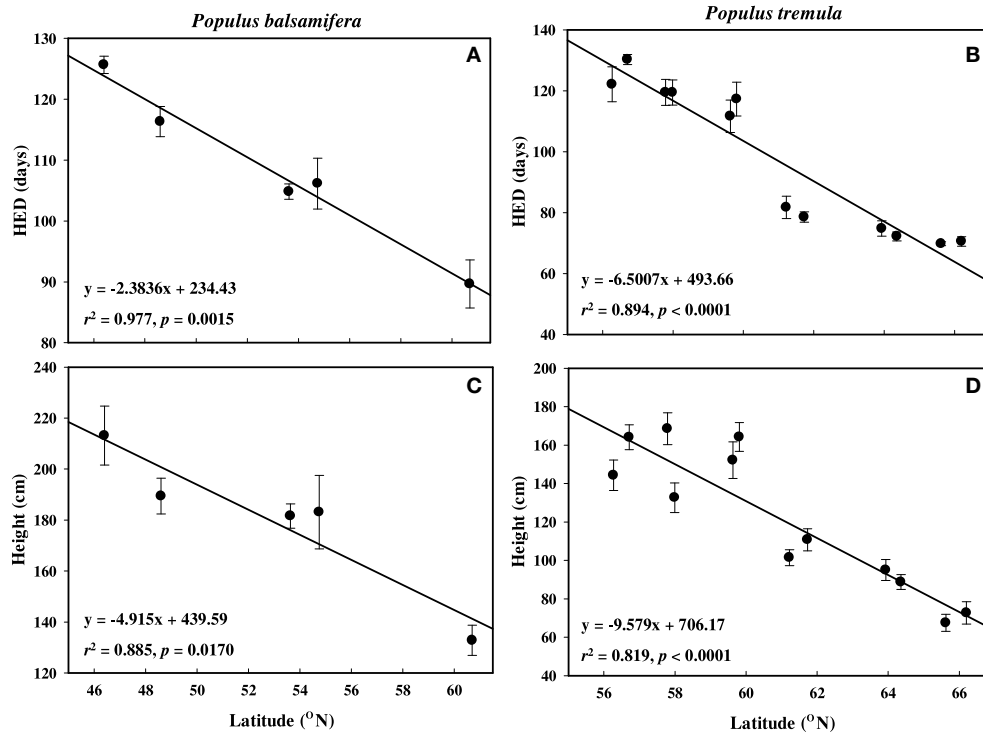 Populus balsamifera
Populus tremula
A
130
120
110
100
90
80
HED (days)
y = -2.3836x + 234.43
r² = 0.977, p = 0.0015
B
140
120
100
80
60
40
HED (days)
y = -6.5007x + 493.66
r² = 0.894, p < 0.0001
C
240
220
200
180
160
140
120
Height (cm)
y = -4.915x + 439.59
r² = 0.885, p = 0.0170
46 48 50 52 54 56 58 60
Latitude (ᴼN)
D
200
180
160
140
120
100
80
60
40
Height (cm)
y = -9.579x + 706.17
r² = 0.819, p < 0.0001
56 58 60 62 64 66
Latitude (ᴼN)